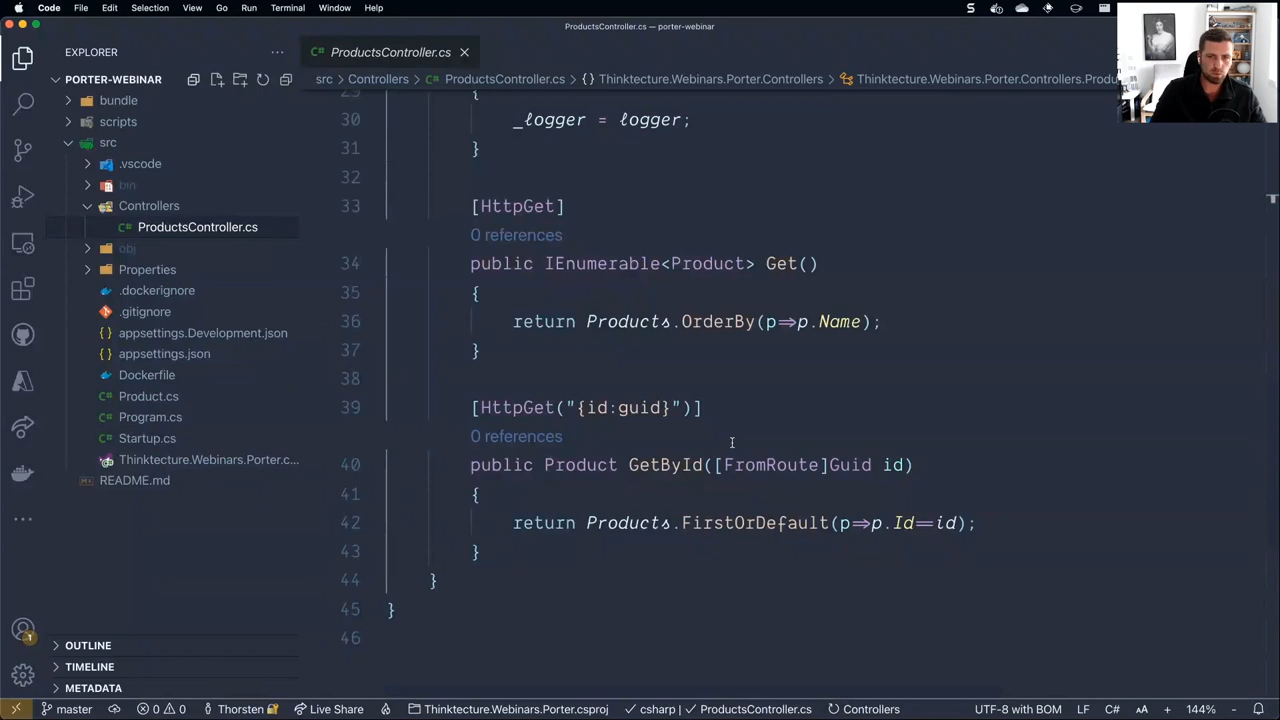 Code File Edit Selection View Go Run Terminal Window Help
ProductsController.cs — porter-webinar
EXPLORER
PORTER-WEBINAR
bundle
scripts
src
.vscode
bin
Controllers
C# ProductsController.cs
obj
Properties
.dockerignore
.gitignore
{ } appsettings.Development.json
{ } appsettings.json
Dockerfile
C# Product.cs
C# Program.cs
C# Startup.cs
Thinktecture.Webinars.Porter.c...
README.md
OUTLINE
TIMELINE
METADATA
C# ProductsController.cs
src > Controllers > C# ProductsController.cs > { } Thinktecture.Webinars.Porter.Controllers > Thinktecture.Webinars.Porter.Controllers.Produ
29 {
30 _logger = logger;
31 }
32
33 [HttpGet]
0 references
34 public IEnumerable<Product> Get()
35 {
36 return Products.OrderBy(p=>p.Name);
37 }
38
39 [HttpGet("{id:guid}")]
0 references
40 public Product GetById([FromRoute]Guid id)
41 {
42 return Products.FirstOrDefault(p=>p.Id==id);
43 }
44 }
45 }
46
master 0 0 Thorsten Live Share Thinktecture.Webinars.Porter.csproj csharp | ProductsController.cs Controllers UTF-8 with BOM LF C# AA 144%